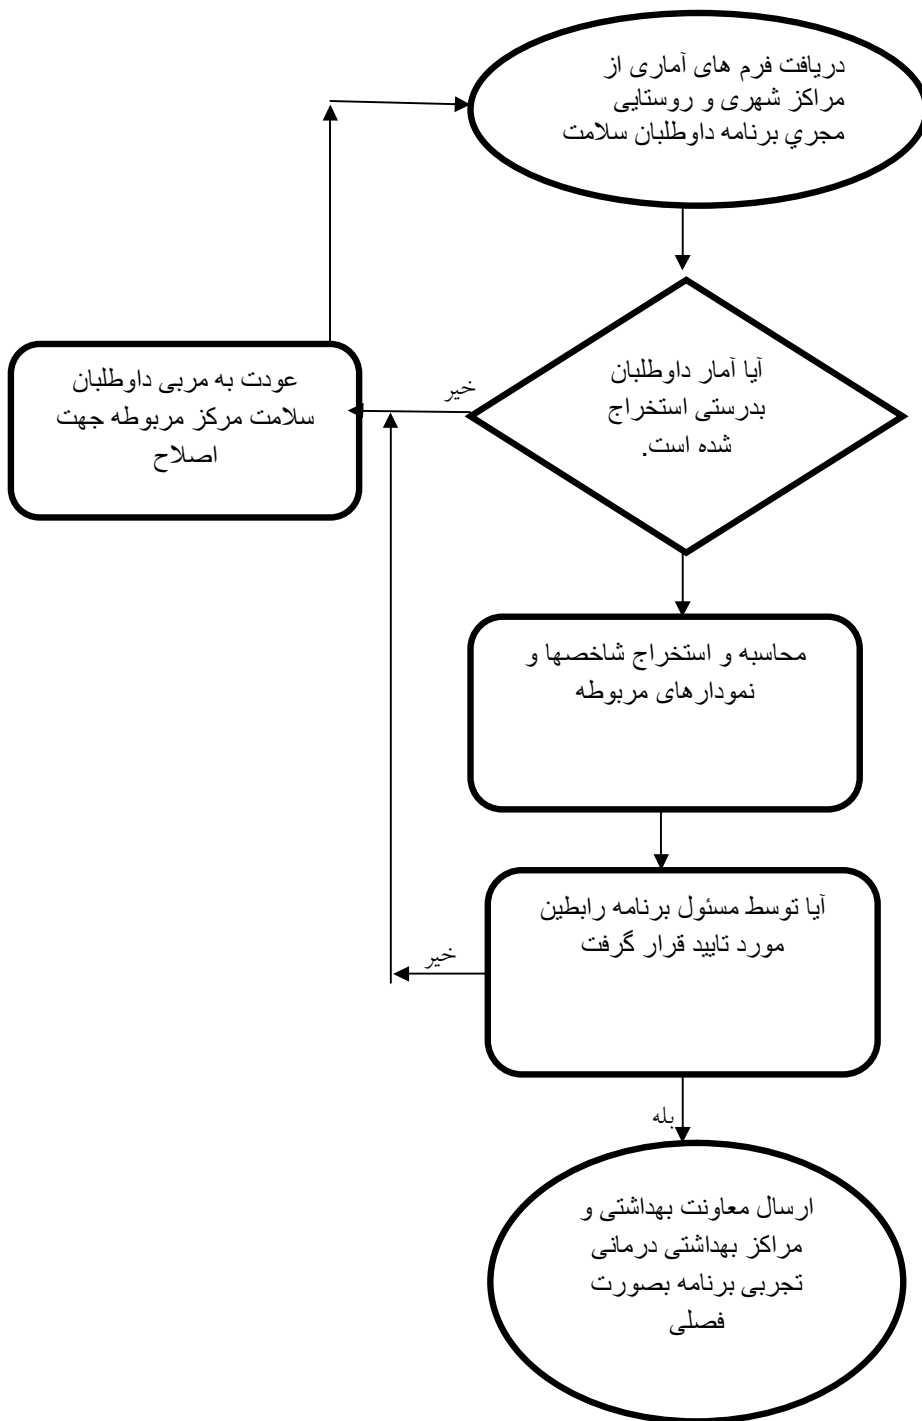 دریافت فرم های آماری از
مراکز شهری و روستایی
مجري برنامه داوطلبان سلامت
آیا آمار داوطلبان
بدرستی استخراج
شده است.
خیر
عودت به مربی داوطلبان
سلامت مرکز مربوطه جهت
اصلاح
محاسبه و استخراج شاخصها و
نمودارهای مربوطه
آیا توسط مسئول برنامه رابطین
مورد تایید قرار گرفت
خیر
بله
ارسال معاونت بهداشتی و
مراکز بهداشتی درمانی
تجربی برنامه بصورت
فصلی